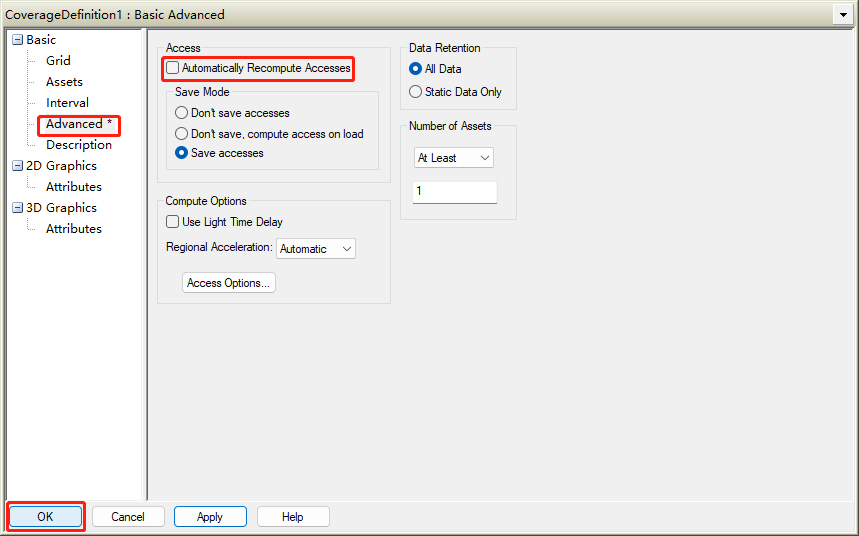 CoverageDefinition1 : Basic Advanced
Basic
Grid
Assets
Interval
Advanced *
Description
2D Graphics
Attributes
3D Graphics
Attributes
Access
Automatically Recompute Accesses
Save Mode
Don't save accesses
Don't save, compute access on load
Save accesses
Compute Options
Use Light Time Delay
Regional Acceleration: Automatic
Access Options...
Data Retention
All Data
Static Data Only
Number of Assets
At Least
1
OK Cancel Apply Help